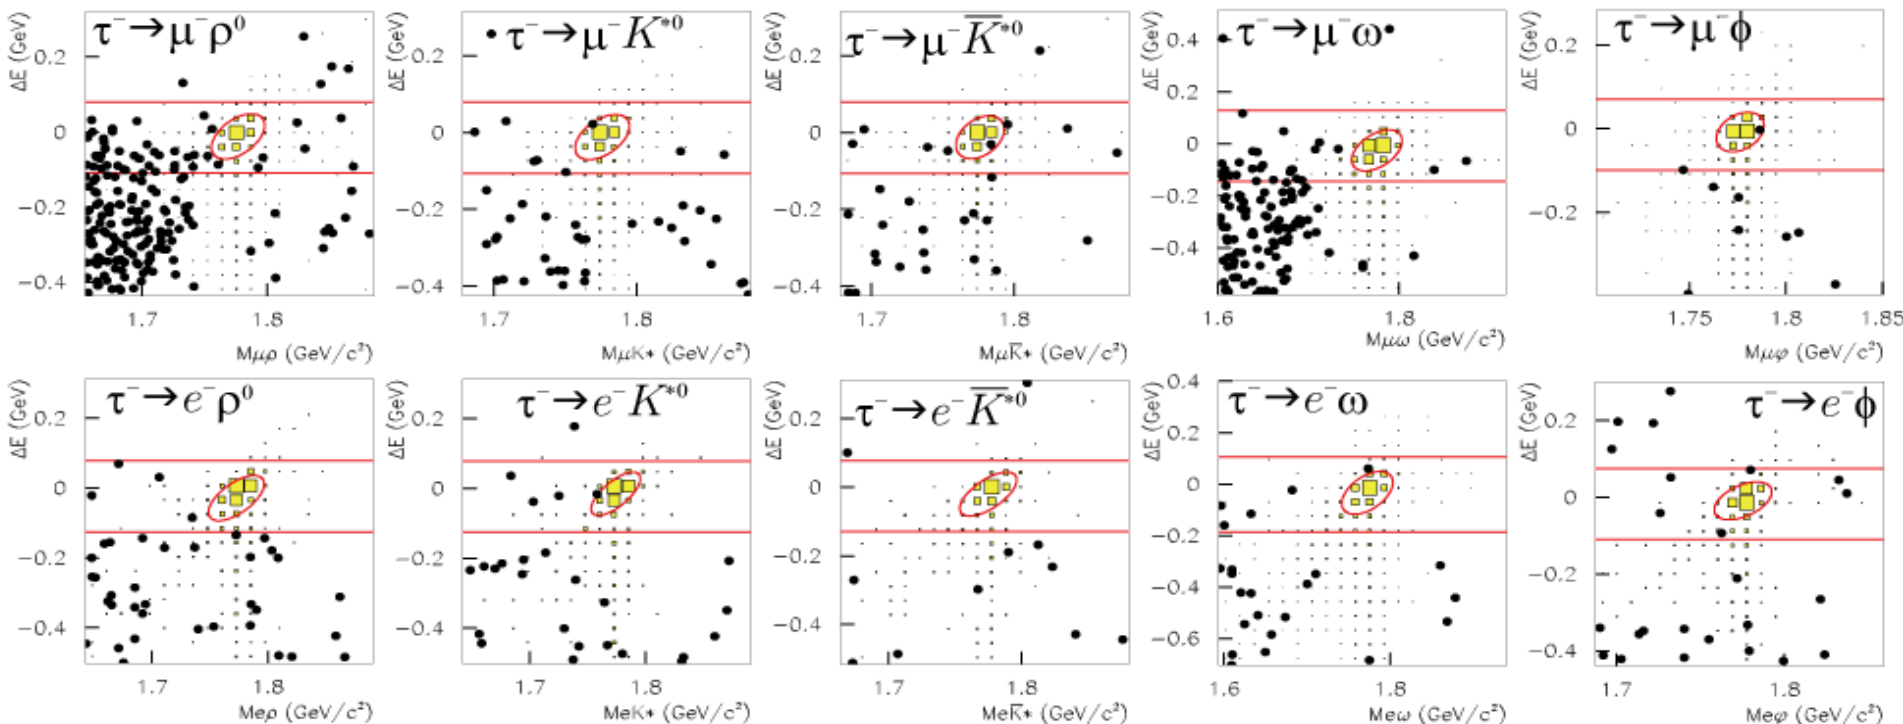 τ⁻→μ⁻ρ⁰
ΔE (GeV)
0.2
0
−0.2
−0.4
1.7 1.8
Mμρ (GeV/c²)
τ⁻→μ⁻K*⁰
ΔE (GeV)
0.2
0
−0.2
−0.4
1.7 1.8
MμK* (GeV/c²)
τ⁻→μ⁻K̅*⁰
ΔE (GeV)
0.2
0
−0.2
−0.4
1.7 1.8
MμK̅* (GeV/c²)
τ⁻→μ⁻ω
ΔE (GeV)
0.4
0.2
0
−0.2
−0.4
1.6 1.8
Mμω (GeV/c²)
τ⁻→μ⁻ϕ
ΔE (GeV)
0.2
0
−0.2
1.75 1.8 1.85
Mμφ (GeV/c²)
τ⁻→e⁻ρ⁰
ΔE (GeV)
0.2
0
−0.2
−0.4
1.7 1.8
Meρ (GeV/c²)
τ⁻→e⁻K*⁰
ΔE (GeV)
0.2
0
−0.2
−0.4
1.7 1.8
MeK* (GeV/c²)
τ⁻→e⁻K̅*⁰
ΔE (GeV)
0.2
0
−0.2
−0.4
1.7 1.8
MeK̅* (GeV/c²)
τ⁻→e⁻ω
ΔE (GeV)
0.4
0.2
0
−0.2
−0.4
−0.6
1.6 1.8
Meω (GeV/c²)
τ⁻→e⁻ϕ
ΔE (GeV)
0.2
0
−0.2
−0.4
1.7 1.8
Meφ (GeV/c²)